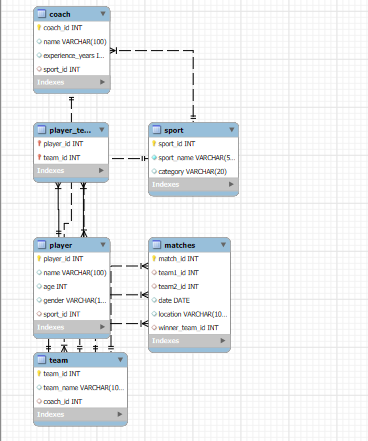 coach
coach_id INT
name VARCHAR(100)
experience_years I...
sport_id INT
Indexes
player_te...
player_id INT
team_id INT
Indexes
sport
sport_id INT
sport_name VARCHAR(5...
category VARCHAR(20)
Indexes
player
player_id INT
name VARCHAR(100)
age INT
gender VARCHAR(1...
sport_id INT
Indexes
matches
match_id INT
team1_id INT
team2_id INT
date DATE
location VARCHAR(10...
winner_team_id INT
Indexes
team
team_id INT
team_name VARCHAR(10...
coach_id INT
Indexes